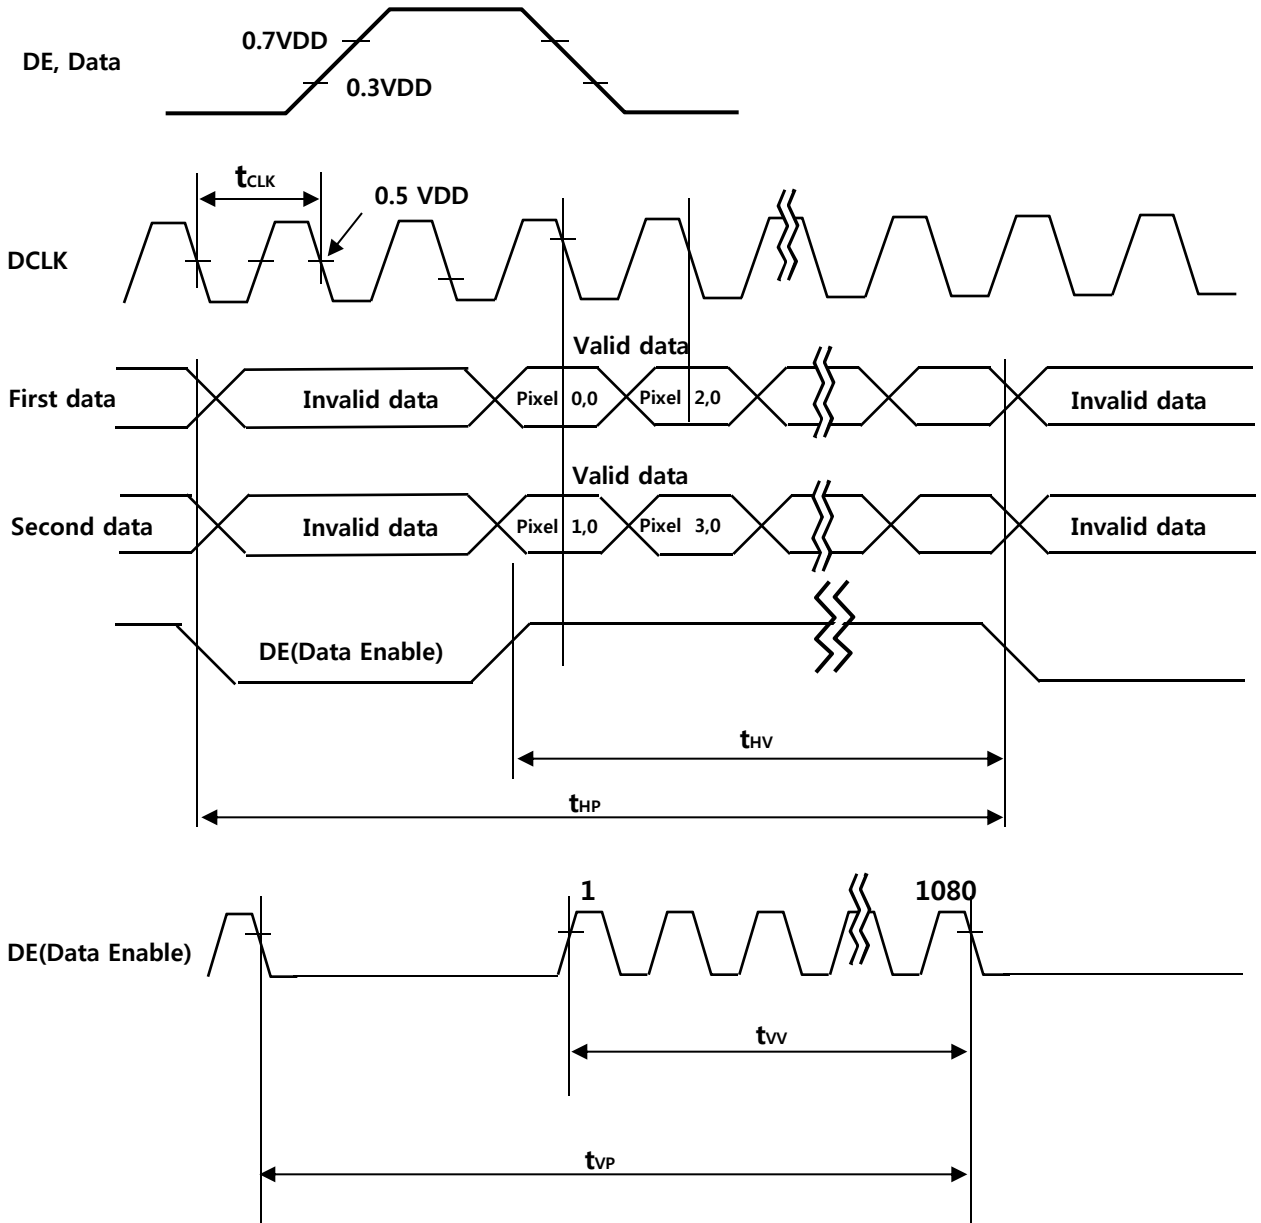 0.7VDD
DE, Data
0.3VDD
tCLK
0.5 VDD
DCLK
Valid data
First data
Invalid data
Pixel 0,0
Pixel 2,0
Invalid data
Valid data
Second data
Invalid data
Pixel 1,0
Pixel 3,0
Invalid data
DE(Data Enable)
tHV
tHP
1
1080
DE(Data Enable)
tVV
tVP